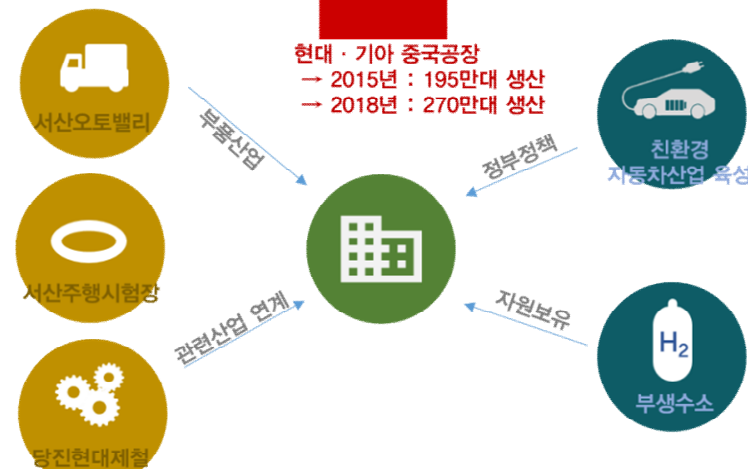 현대 · 기아 중국공장
→ 2015년 : 195만대 생산
→ 2018년 : 270만대 생산
서산오토밸리
부품산업
정부정책
친환경
자동차산업 육성
서산주행시험장
관련산업 연계
자원보유
H2
부생수소
당진현대제철